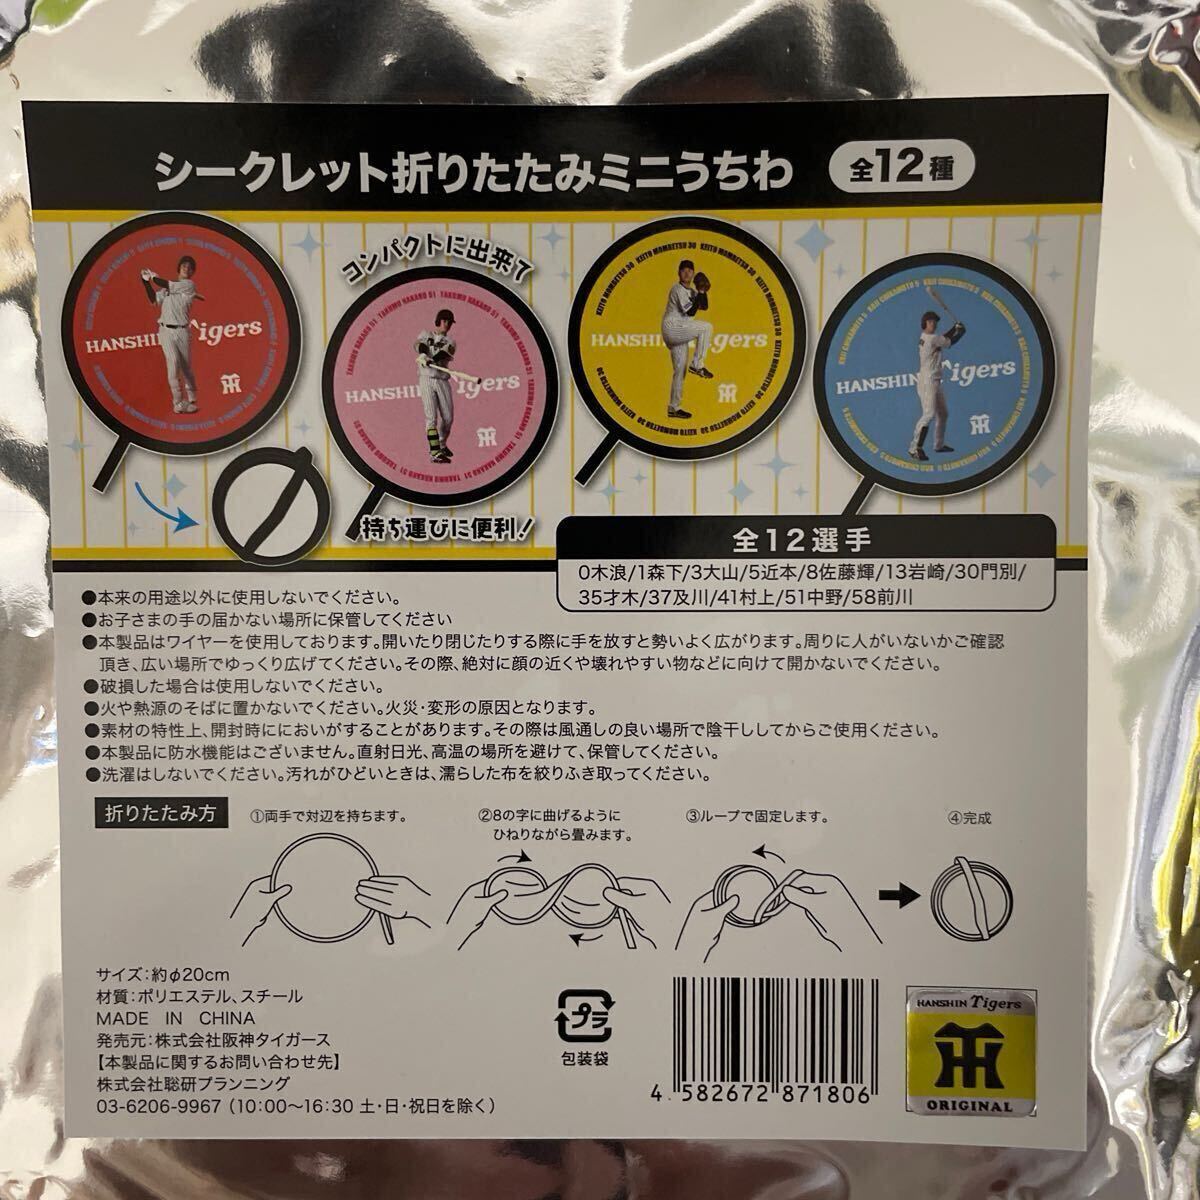 シークレット折りたたみミニうちわ 全12種
コンパクトに出来て
HANSHIN Tigers
TAKUMU NAKANO 51
HANSHIN Tigers
KEITO MOMBETSU 30
HANSHIN Tigers
KOJI CHIKAMOTO 5
HANSHIN Tigers
持ち運びに便利!
全12選手
0木浪/1森下/3大山/5近本/8佐藤輝/13岩崎/30門別/
35才木/37及川/41村上/51中野/58前川
●本来の用途以外に使用しないでください。
●お子さまの手の届かない場所に保管してください
●本製品はワイヤーを使用しております。開いたり閉じたりする際に手を放すと勢いよく広がります。周りに人がいないかご確認
頂き、広い場所でゆっくり広げてください。その際、絶対に顔の近くや壊れやすい物などに向けて開かないでください。
●破損した場合は使用しないでください。
●火や熱源のそばに置かないでください。火災・変形の原因となります。
●素材の特性上、開封時ににおいがすることがあります。その際は風通しの良い場所で陰干ししてからご使用ください。
●本製品に防水機能はございません。直射日光、高温の場所を避けて、保管してください。
●洗濯はしないでください。汚れがひどいときは、濡らした布を絞りふき取ってください。
折りたたみ方
①両手で対辺を持ちます。
②8の字に曲げるように
ひねりながら畳みます。
③ループで固定します。
④完成
サイズ:約φ20cm
材質:ポリエステル、スチール
MADE IN CHINA
発売元:株式会社阪神タイガース
【本製品に関するお問い合わせ先】
株式会社聡研プランニング
03-6206-9967(10:00〜16:30 土・日・祝日を除く)
プラ
包装袋
4 582672 871806
HANSHIN Tigers
ORIGINAL